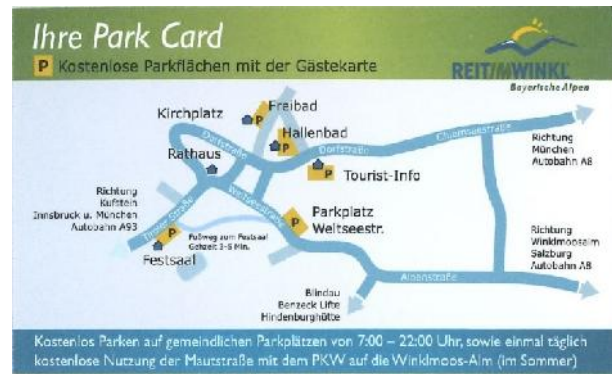 Ihre Park Card
P Kostenlose Parkflächen mit der Gästekarte
REIT IM WINKL
Bayerische Alpen
Freibad
P
Kirchplatz
Hallenbad
P
Dorfstraße
Dorfstraße
Chiemseestraße
Richtung
München
Autobahn A8
Rathaus
Tourist-Info
P
Richtung
Kufstein
Innsbruck u. München
Autobahn A93
Tiroler Straße
Weitseestraße
Parkplatz
Weitseestr.
P
P
Fußweg zum Festsaal
Gehzeit 3-5 Min.
Festsaal
Richtung
Winklmoosalm
Salzburg
Autobahn A8
Alpenstraße
Blindau
Benzeck Lifte
Hindenburghütte
Kostenlos Parken auf gemeindlichen Parkplätzen von 7:00 – 22:00 Uhr, sowie einmal täglich
kostenlose Nutzung der Mautstraße mit dem PKW auf die Winklmoos-Alm (im Sommer)